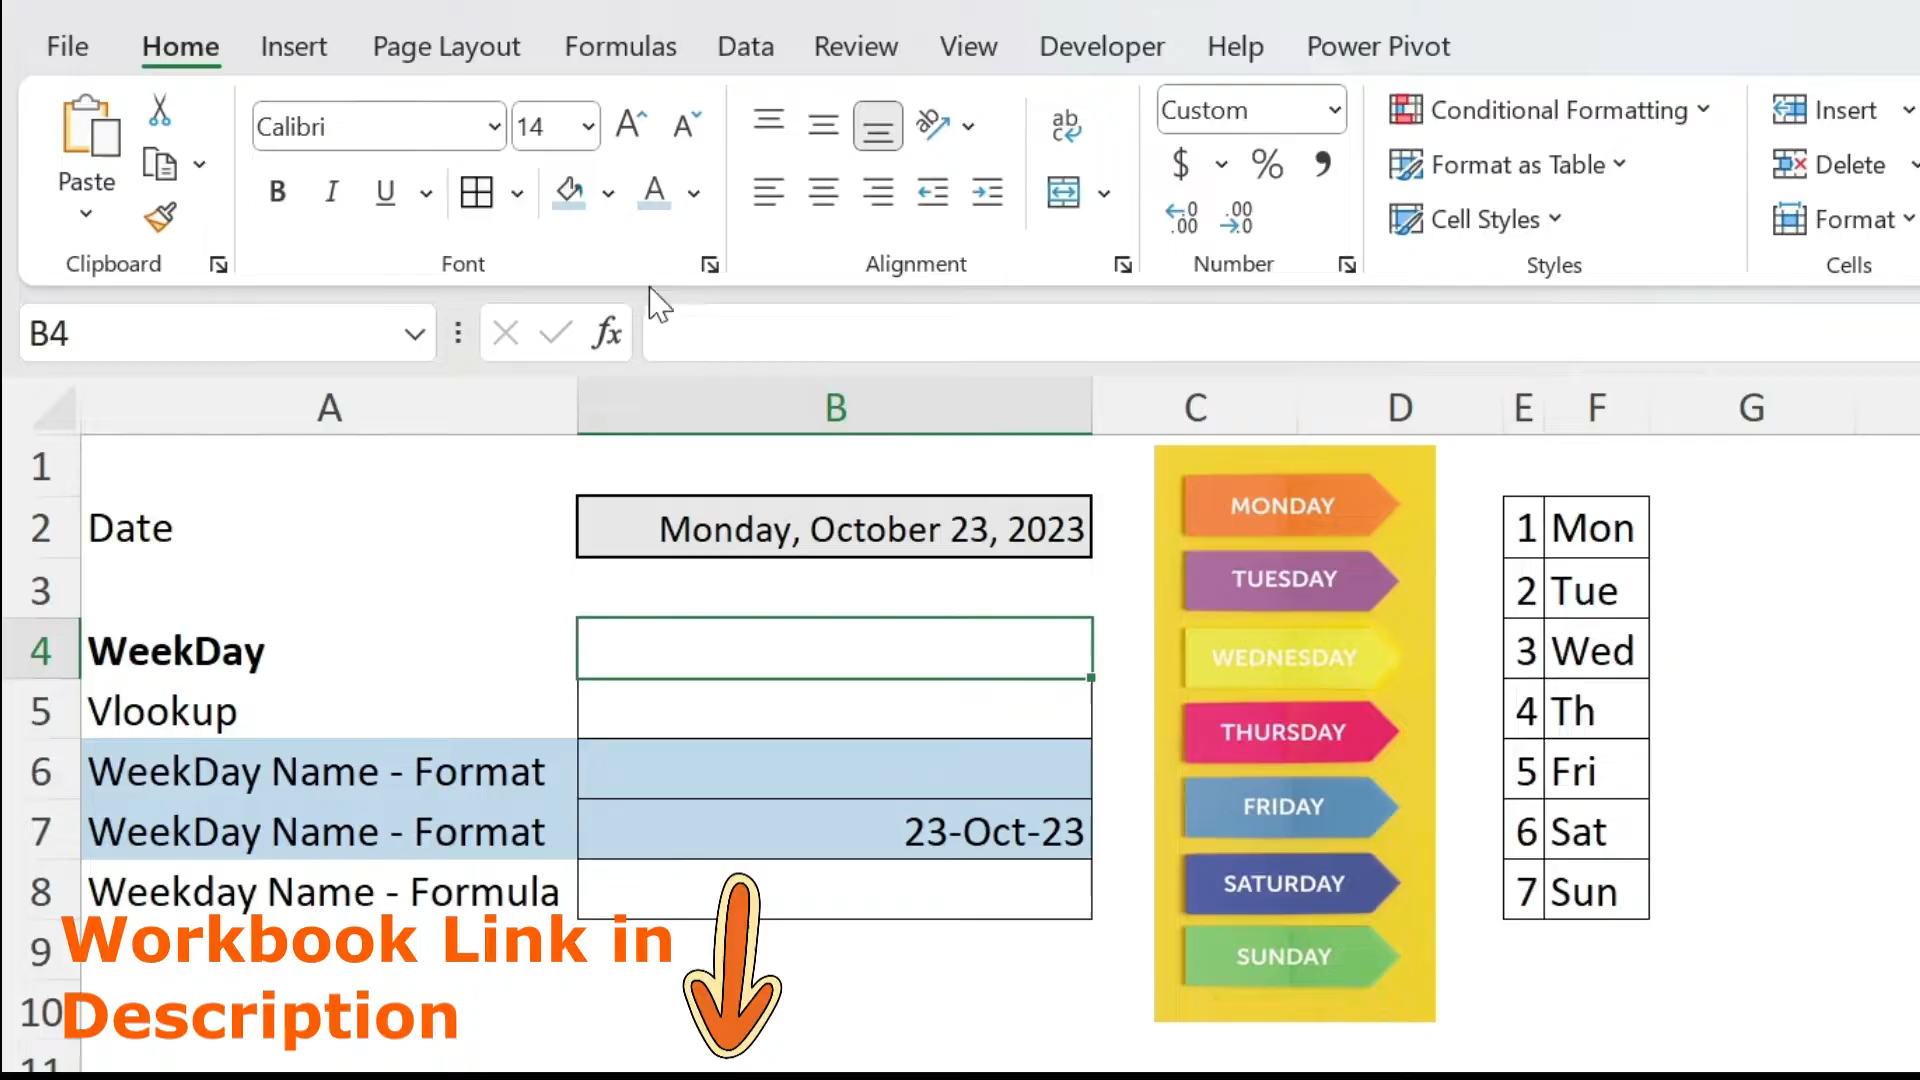 File Home Insert Page Layout Formulas Data Review View Developer Help Power Pivot
Calibri 14 A A ab Custom Conditional Formatting Insert
Paste $ % , Format as Table Delete
B I U A Cell Styles Format
Clipboard Font Alignment Number Styles Cells
B4 fx
A B C D E F G
1
2 Date Monday, October 23, 2023 1 Mon
3 2 Tue
4 WeekDay 3 Wed
5 Vlookup 4 Th
6 WeekDay Name - Format 5 Fri
7 WeekDay Name - Format 23-Oct-23 6 Sat
8 Weekday Name - Formula 7 Sun
9
10
11
MONDAY
TUESDAY
WEDNESDAY
THURSDAY
FRIDAY
SATURDAY
SUNDAY
Workbook Link in
Description